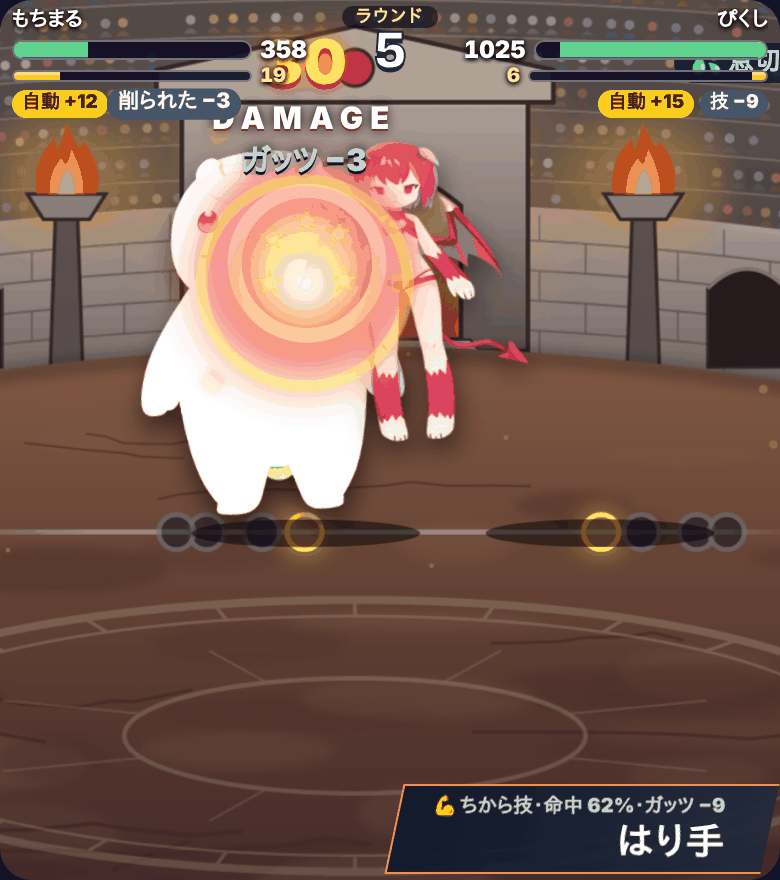 もちまる
ラウンド
ぴくし
358
5
1025
19
6
自動 +12
削られた −3
自動 +15
技 −9
DAMAGE
ガッツ −3
💪 ちから技·命中 62%·ガッツ −9
はり手